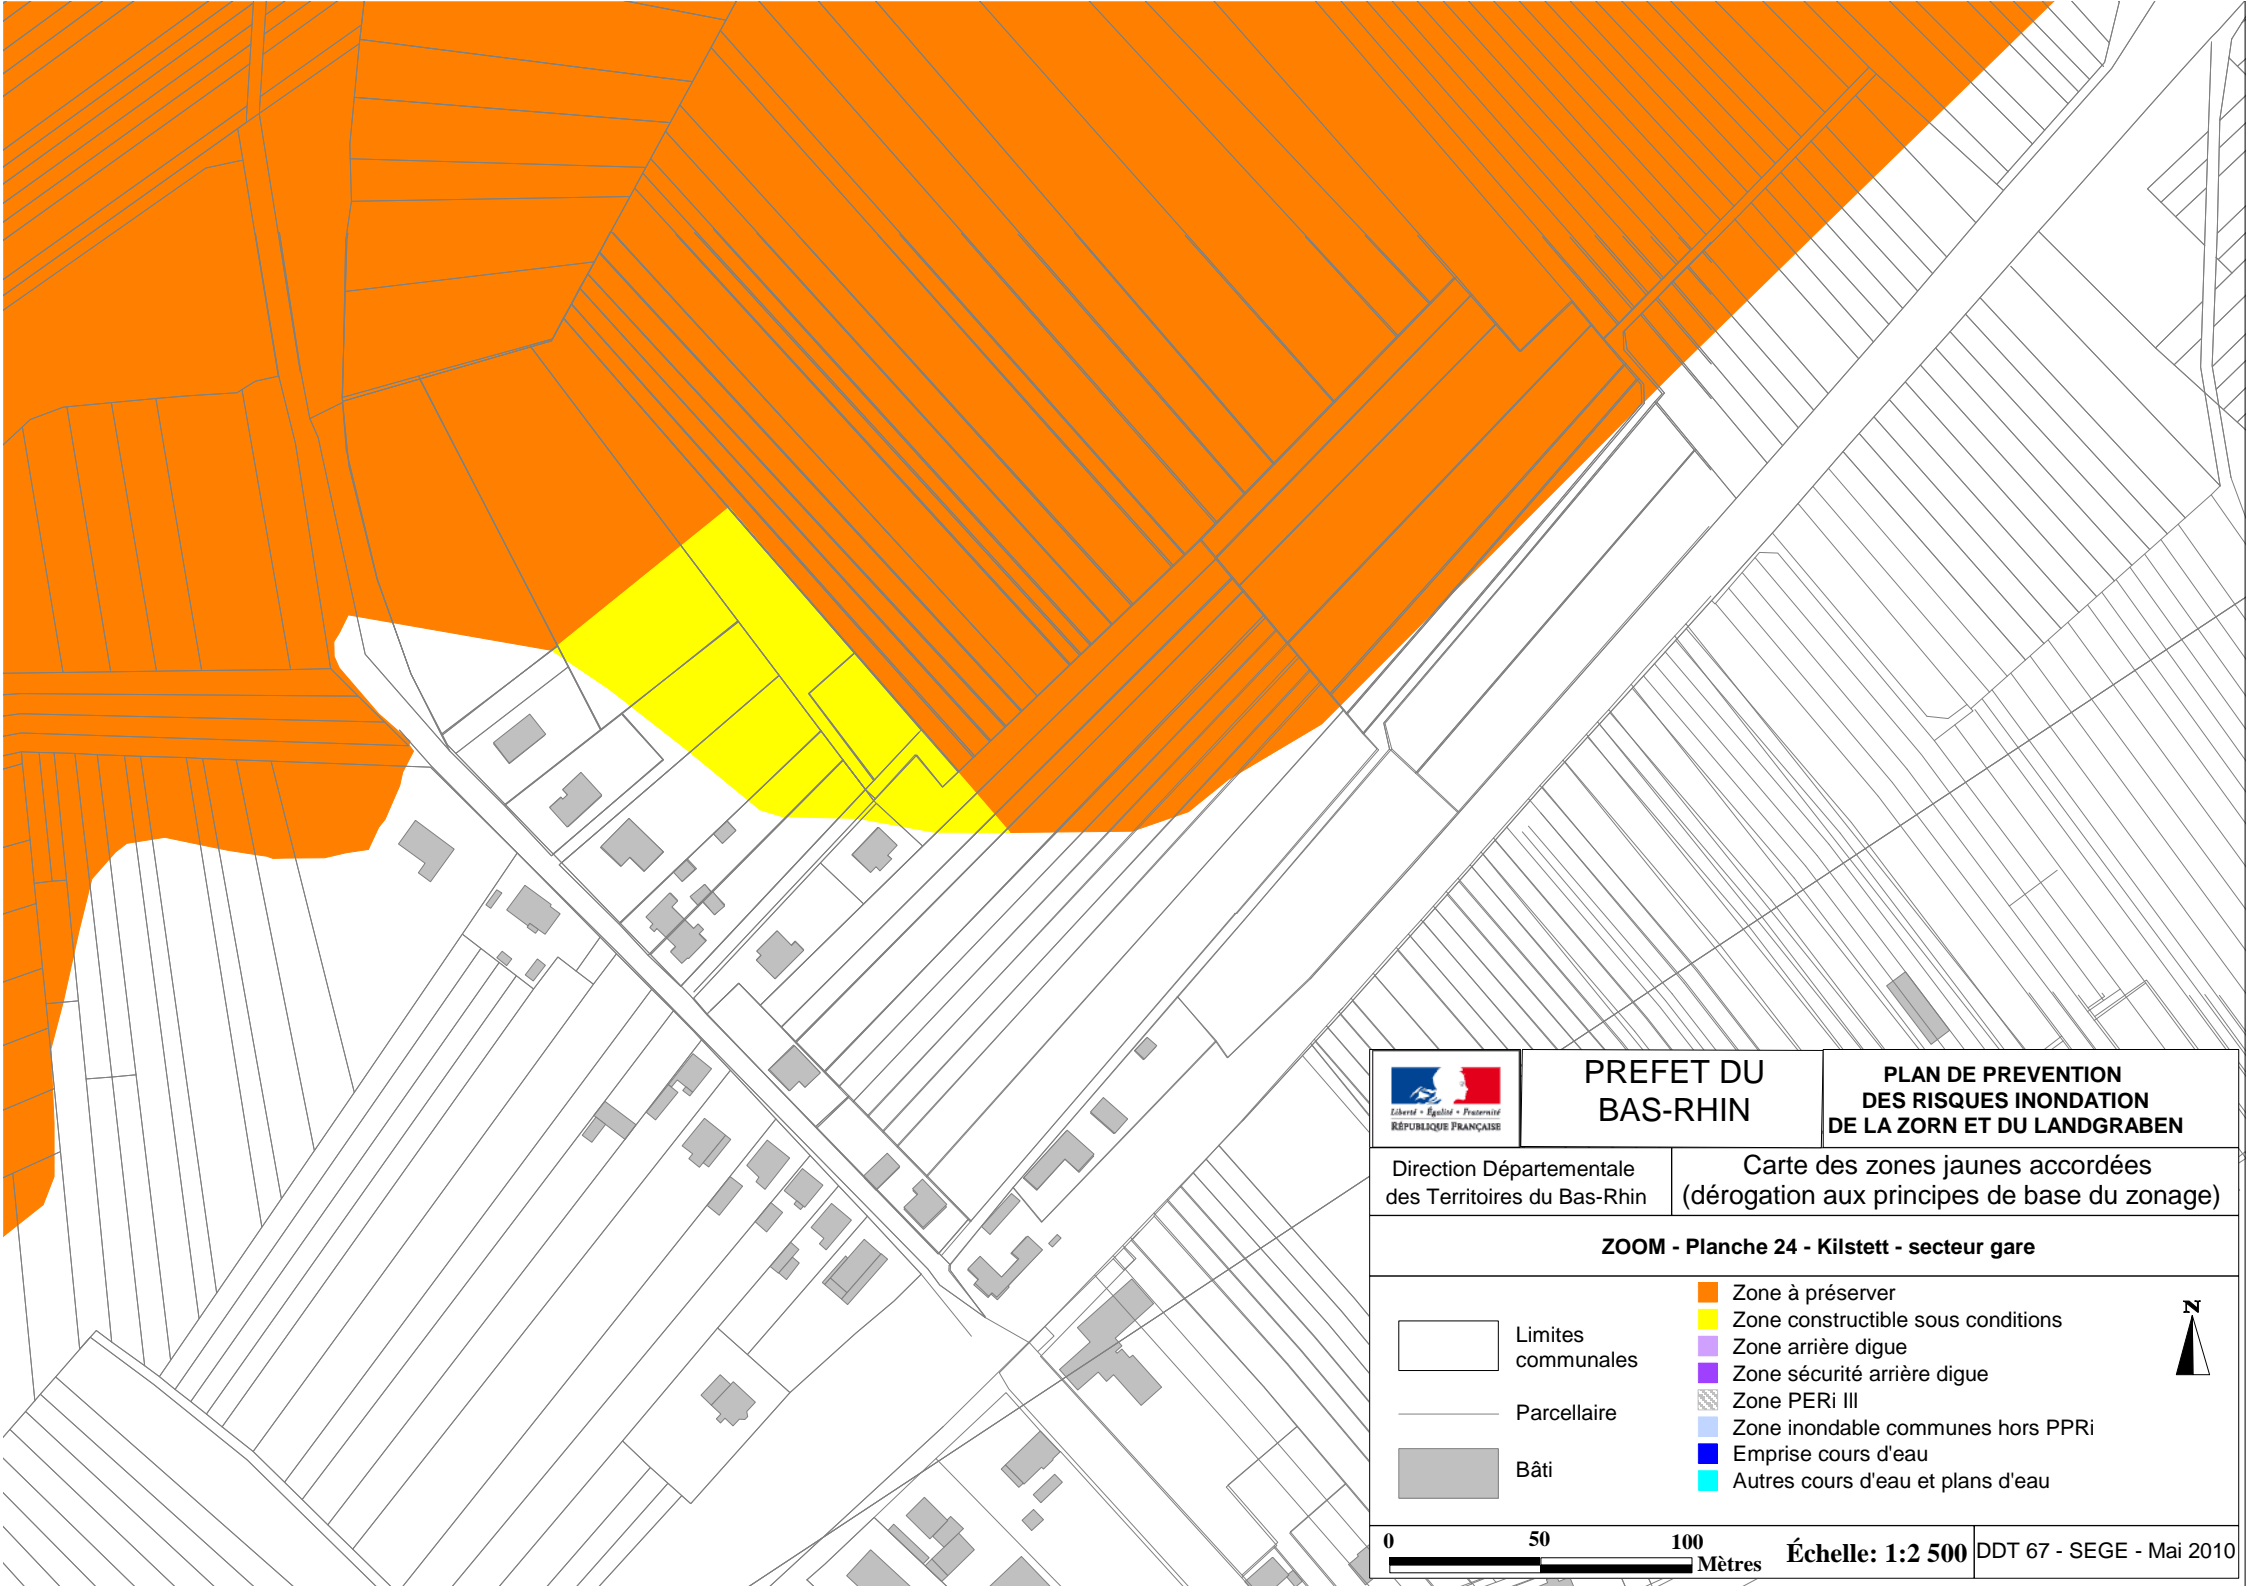 Liberté • Égalité • Fraternité
RÉPUBLIQUE FRANÇAISE
PREFET DU
BAS-RHIN
PLAN DE PREVENTION
DES RISQUES INONDATION
DE LA ZORN ET DU LANDGRABEN
Direction Départementale
des Territoires du Bas-Rhin
Carte des zones jaunes accordées
(dérogation aux principes de base du zonage)
ZOOM - Planche 24 - Kilstett - secteur gare
Limites
communales
Parcellaire
Bâti
Zone à préserver
Zone constructible sous conditions
Zone arrière digue
Zone sécurité arrière digue
Zone PERi III
Zone inondable communes hors PPRi
Emprise cours d'eau
Autres cours d'eau et plans d'eau
N
0 50 100
Mètres
Échelle: 1:2 500
DDT 67 - SEGE - Mai 2010